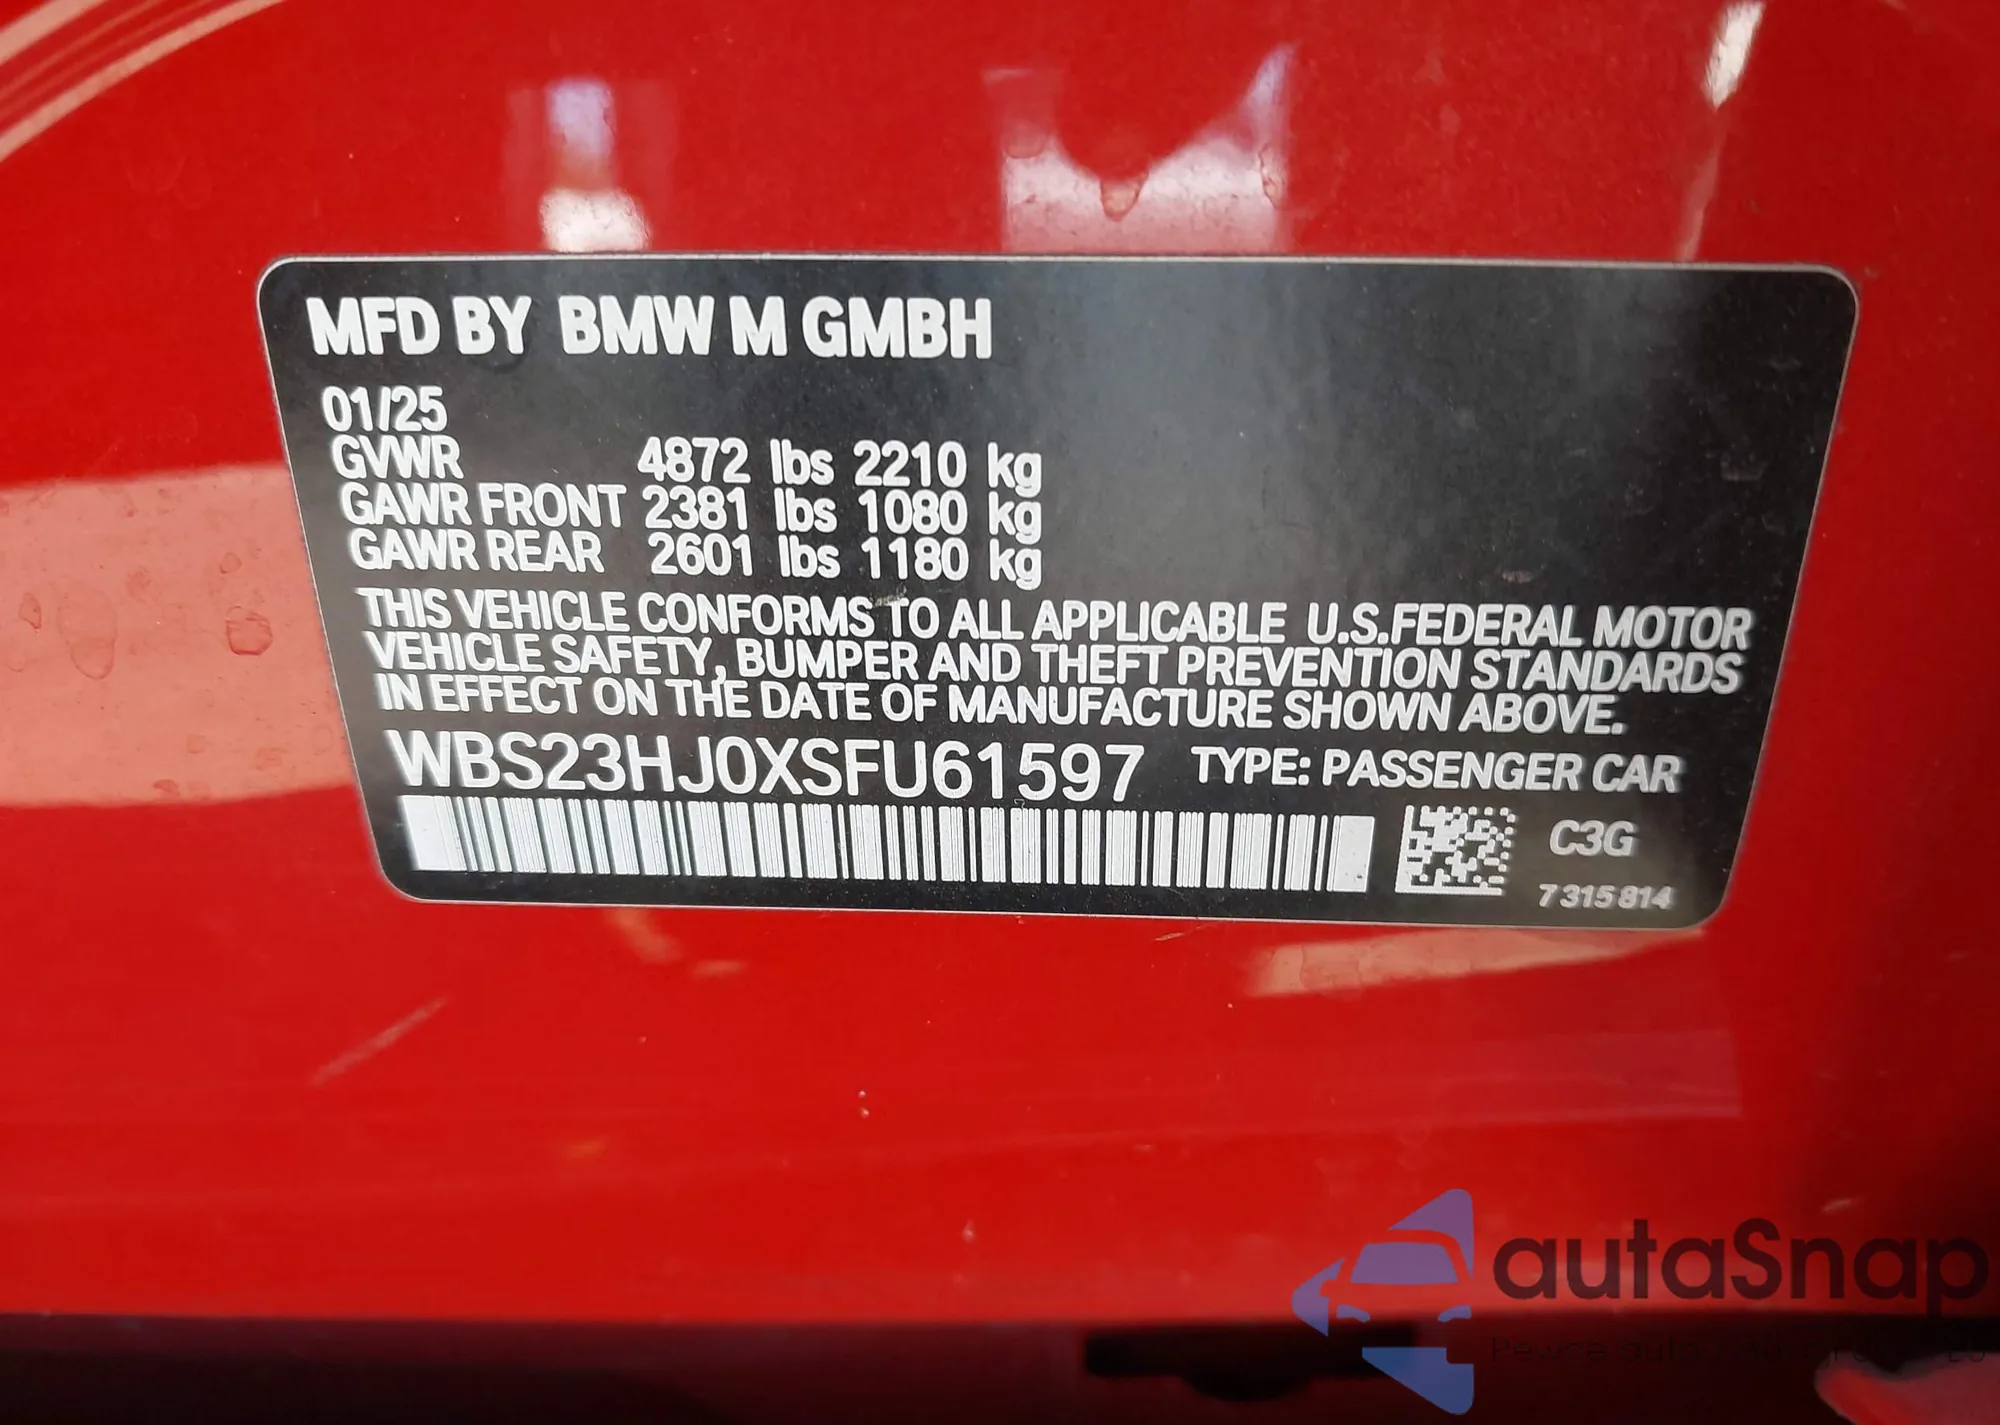 MFD BY BMW M GMBH
01/25
GVWR 4872 lbs 2210 kg
GAWR FRONT 2381 lbs 1080 kg
GAWR REAR 2601 lbs 1180 kg
THIS VEHICLE CONFORMS TO ALL APPLICABLE U.S.FEDERAL MOTOR
VEHICLE SAFETY, BUMPER AND THEFT PREVENTION STANDARDS
IN EFFECT ON THE DATE OF MANUFACTURE SHOWN ABOVE.
WBS23HJ0XSFU61597 TYPE: PASSENGER CAR
C3G
7 315 814
autaSnap
Pewne auta